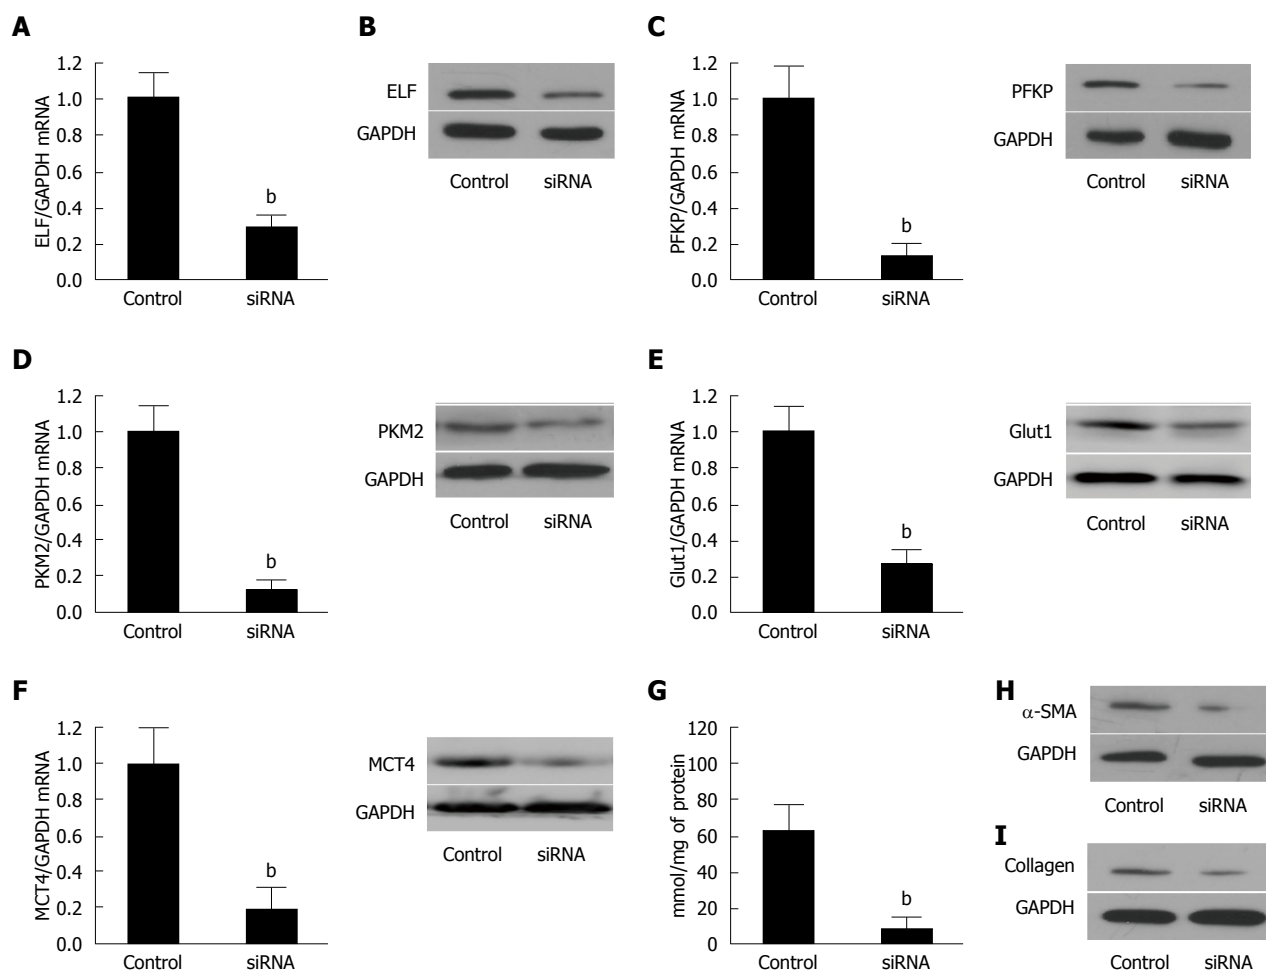 A
1.2
1.0
0.8
0.6
0.4
0.2
0.0
ELF/GAPDH mRNA
b
Control siRNA
B
ELF
GAPDH
Control siRNA
C
1.2
1.0
0.8
0.6
0.4
0.2
0.0
PFKP/GAPDH mRNA
b
Control siRNA
PFKP
GAPDH
Control siRNA
D
1.2
1.0
0.8
0.6
0.4
0.2
0.0
PKM2/GAPDH mRNA
b
Control siRNA
PKM2
GAPDH
Control siRNA
E
1.2
1.0
0.8
0.6
0.4
0.2
0.0
Glut1/GAPDH mRNA
b
Control siRNA
Glut1
GAPDH
Control siRNA
F
1.2
1.0
0.8
0.6
0.4
0.2
0.0
MCT4/GAPDH mRNA
b
Control siRNA
MCT4
GAPDH
Control siRNA
G
120
100
80
60
40
20
0
mmol/mg of protein
b
Control siRNA
H
α-SMA
GAPDH
Control siRNA
I
Collagen
GAPDH
Control siRNA